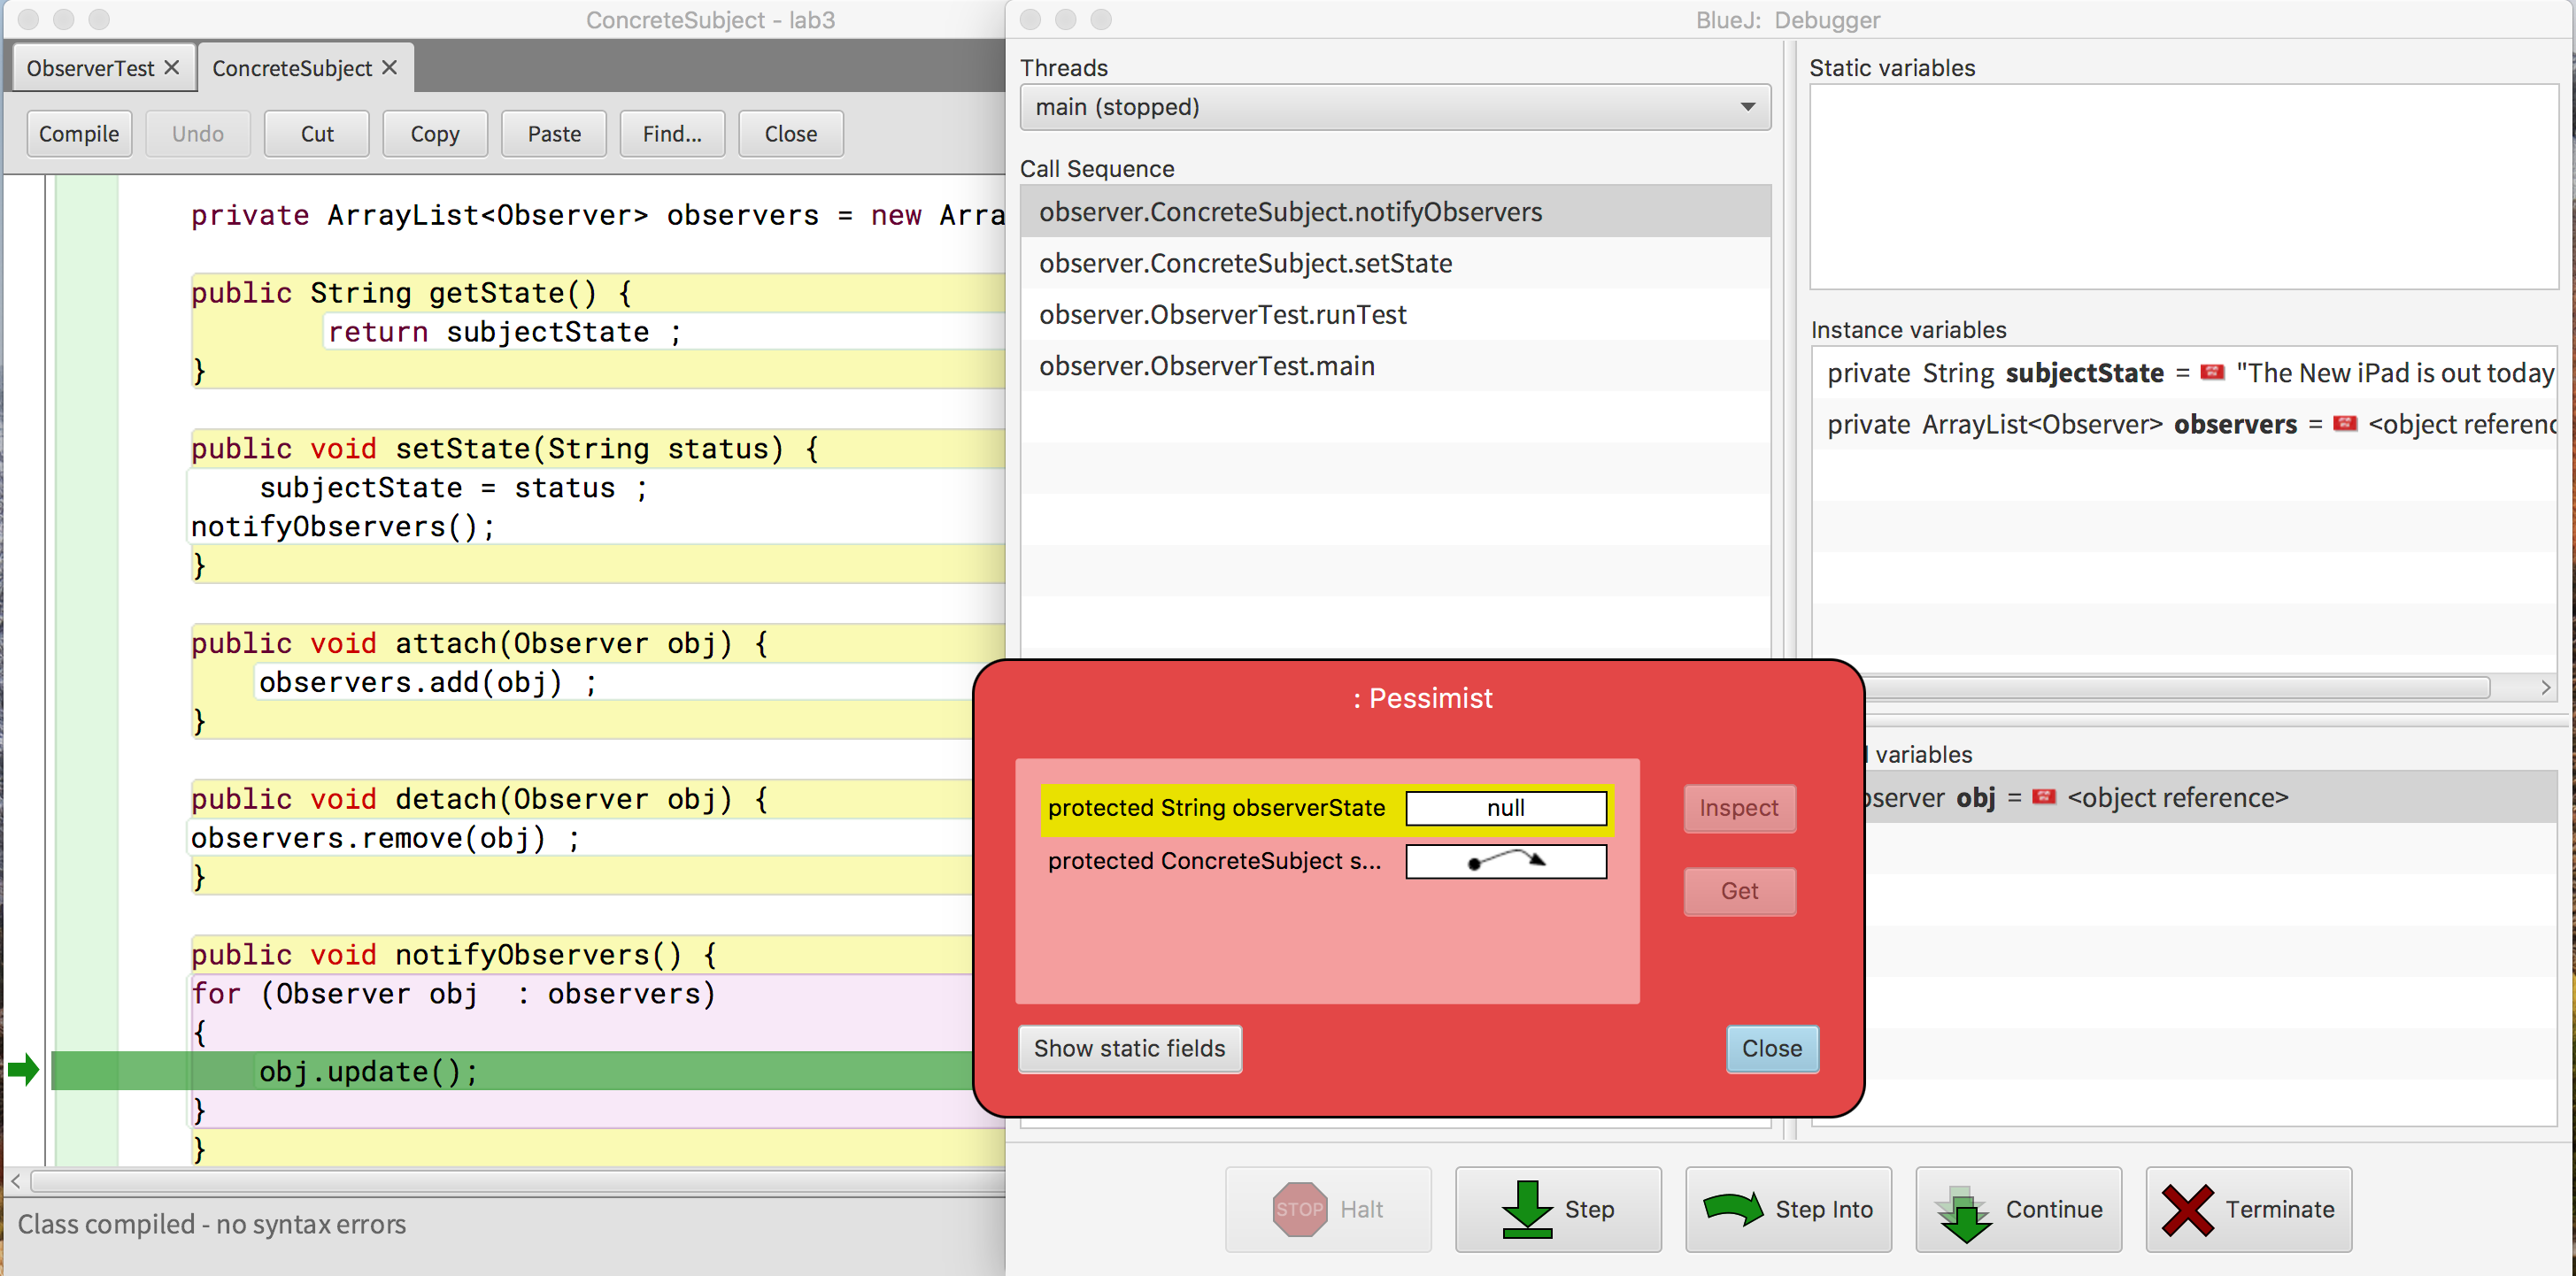 ConcreteSubject - lab3
ObserverTest
ConcreteSubject
Compile
Undo
Cut
Copy
Paste
Find...
Close
private ArrayList<Observer> observers = new Arra
public String getState() {
return subjectState ;
}
public void setState(String status) {
subjectState = status ;
notifyObservers();
}
public void attach(Observer obj) {
observers.add(obj) ;
}
public void detach(Observer obj) {
observers.remove(obj) ;
}
public void notifyObservers() {
for (Observer obj  : observers)
{
obj.update();
}
}
Class compiled - no syntax errors
BlueJ:  Debugger
Threads
main (stopped)
Call Sequence
observer.ConcreteSubject.notifyObservers
observer.ConcreteSubject.setState
observer.ObserverTest.runTest
observer.ObserverTest.main
Static variables
Instance variables
private String subjectState = "The New iPad is out today
private ArrayList<Observer> observers = <object referenc
variables
server obj = <object reference>
: Pessimist
protected String observerState null
protected ConcreteSubject s...
Inspect
Get
Show static fields
Close
STOP Halt
Step
Step Into
Continue
Terminate